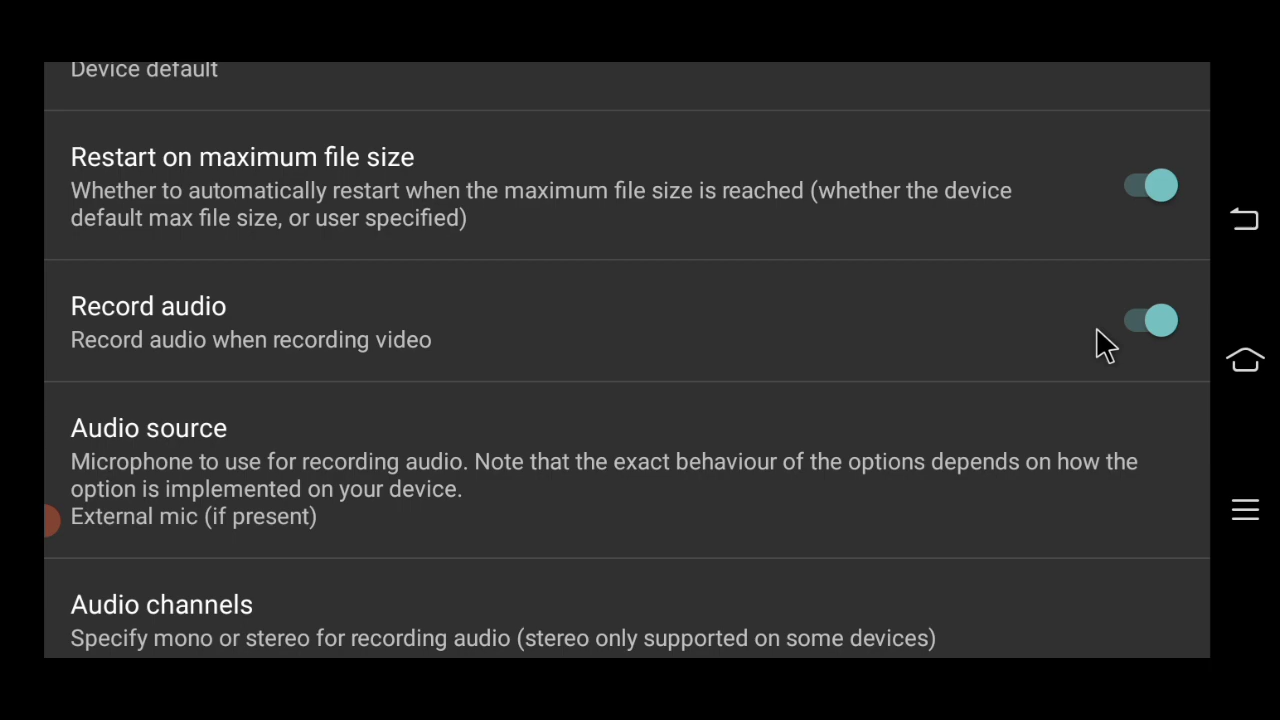 Device default
Restart on maximum file size
Whether to automatically restart when the maximum file size is reached (whether the device
default max file size, or user specified)
Record audio
Record audio when recording video
Audio source
Microphone to use for recording audio. Note that the exact behaviour of the options depends on how the
option is implemented on your device.
External mic (if present)
Audio channels
Specify mono or stereo for recording audio (stereo only supported on some devices)